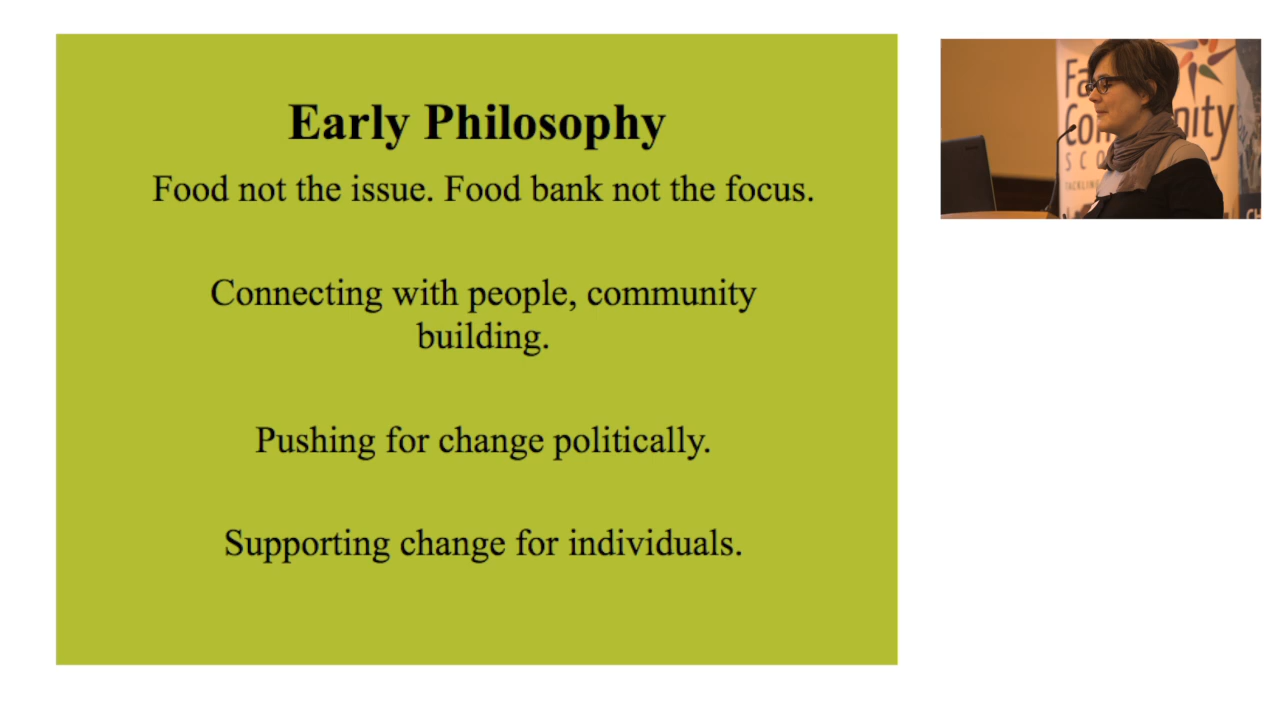 Early Philosophy
Food not the issue. Food bank not the focus.
Connecting with people, community
building.
Pushing for change politically.
Supporting change for individuals.